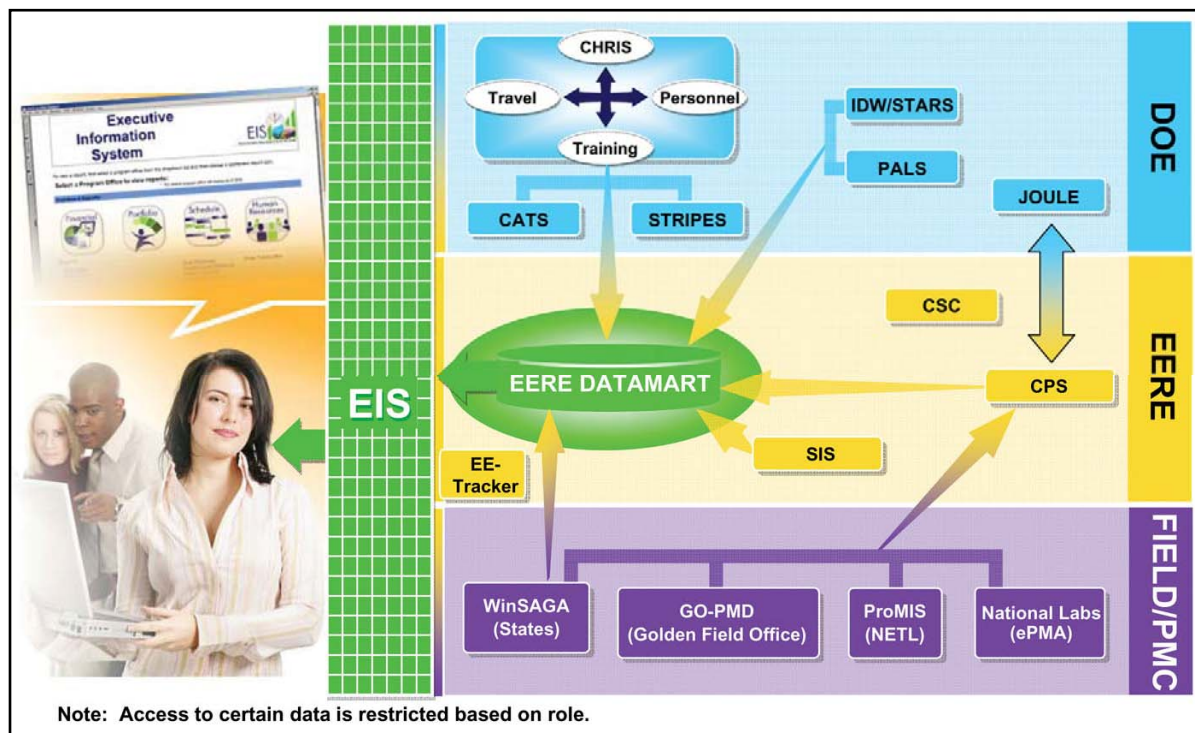 Executive
Information
System
EIS
Select a Program Office to view reports:
Financial
Portfolio
Schedule
Human
Resources
EIS
CHRIS
Travel
Personnel
Training
CATS
STRIPES
IDW/STARS
PALS
JOULE
DOE
CSC
EERE DATAMART
CPS
SIS
EE-
Tracker
EERE
WinSAGA
(States)
GO-PMD
(Golden Field Office)
ProMIS
(NETL)
National Labs
(ePMA)
FIELD/PMC
Note: Access to certain data is restricted based on role.